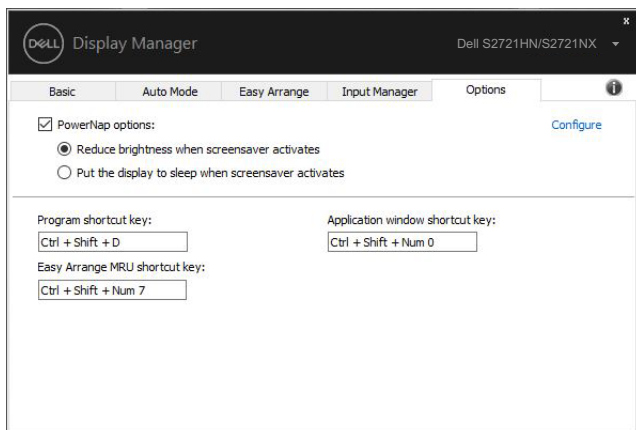 x
DELL Display Manager
Dell S2721HN/S2721NX
Basic Auto Mode Easy Arrange Input Manager Options i
PowerNap options: Configure
Reduce brightness when screensaver activates
Put the display to sleep when screensaver activates
Program shortcut key: Application window shortcut key:
Ctrl + Shift + D Ctrl + Shift + Num 0
Easy Arrange MRU shortcut key:
Ctrl + Shift + Num 7